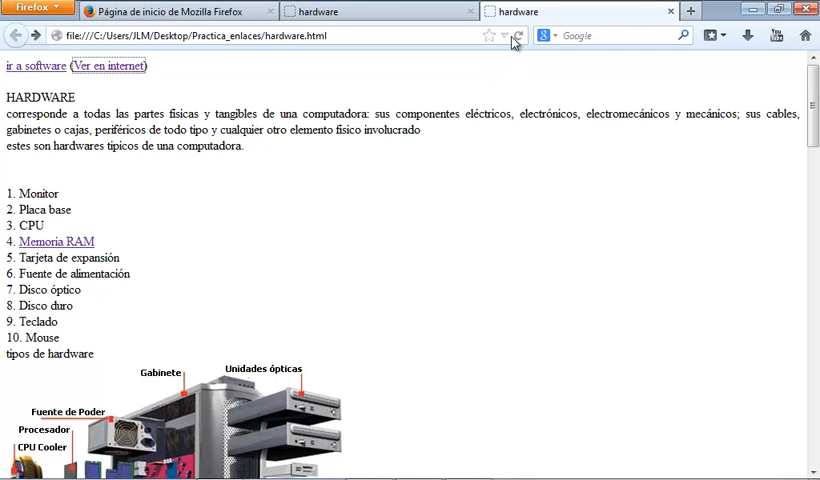 Firefox
Página de inicio de Mozilla Firefox
hardware
hardware
file:///C:/Users/JLM/Desktop/Practica_enlaces/hardware.html
Google
You
Tube
ir a software (Ver en internet)
HARDWARE
corresponde a todas las partes fisicas y tangibles de una computadora: sus componentes eléctricos, electrónicos, electromecánicos y mecánicos; sus cables,
gabinetes o cajas, periféricos de todo tipo y cualquier otro elemento físico involucrado
estes son hardwares tipicos de una computadora.
1. Monitor
2. Placa base
3. CPU
4. Memoria RAM
5. Tarjeta de expansión
6. Fuente de alimentación
7. Disco óptico
8. Disco duro
9. Teclado
10. Mouse
tipos de hardware
Gabinete
Unidades ópticas
Fuente de Poder
Procesador
CPU Cooler